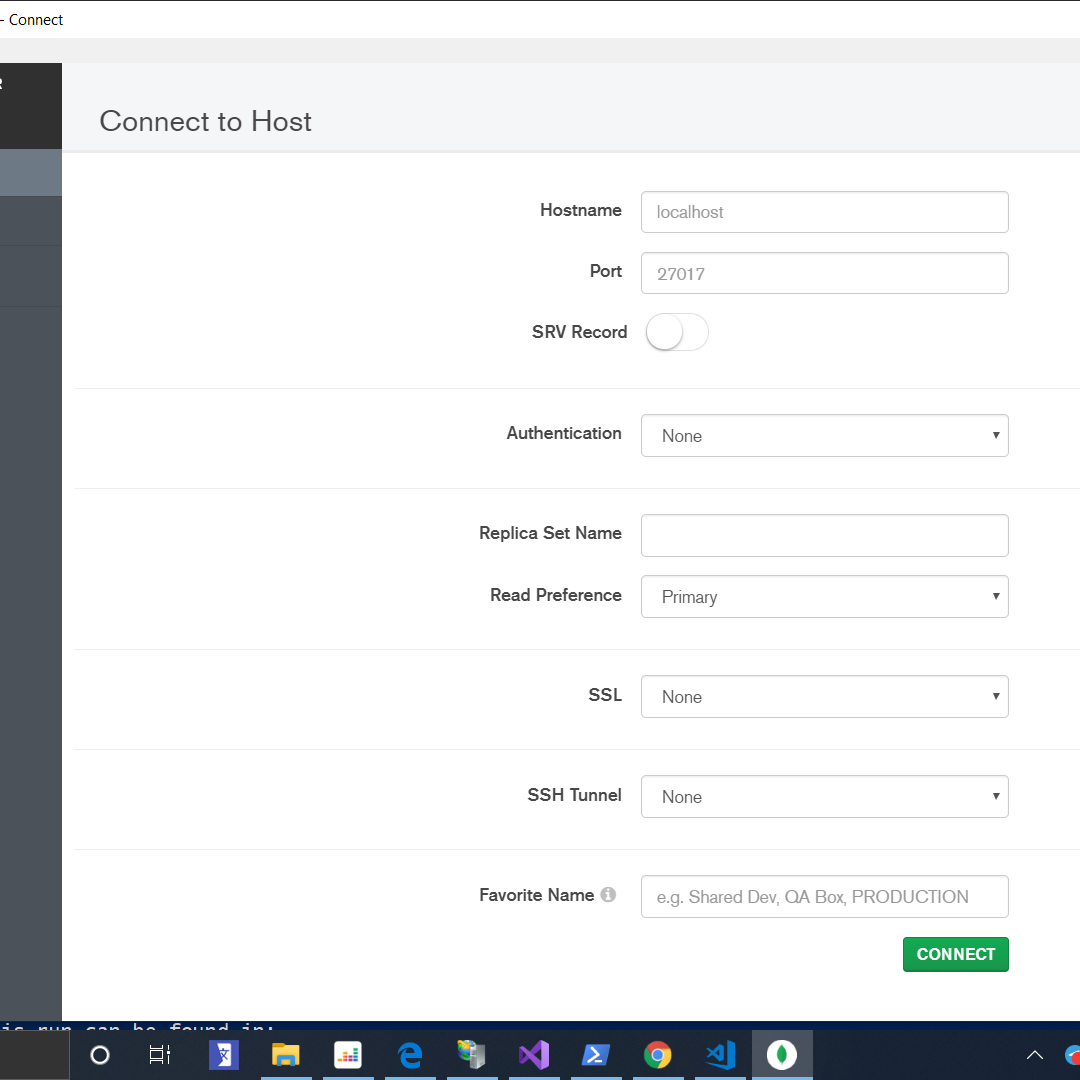 - Connect
R
Connect to Host
Hostname localhost
Port 27017
SRV Record
Authentication None
Replica Set Name
Read Preference Primary
SSL None
SSH Tunnel None
Favorite Name e.g. Shared Dev, QA Box, PRODUCTION
CONNECT
is run can be found in: